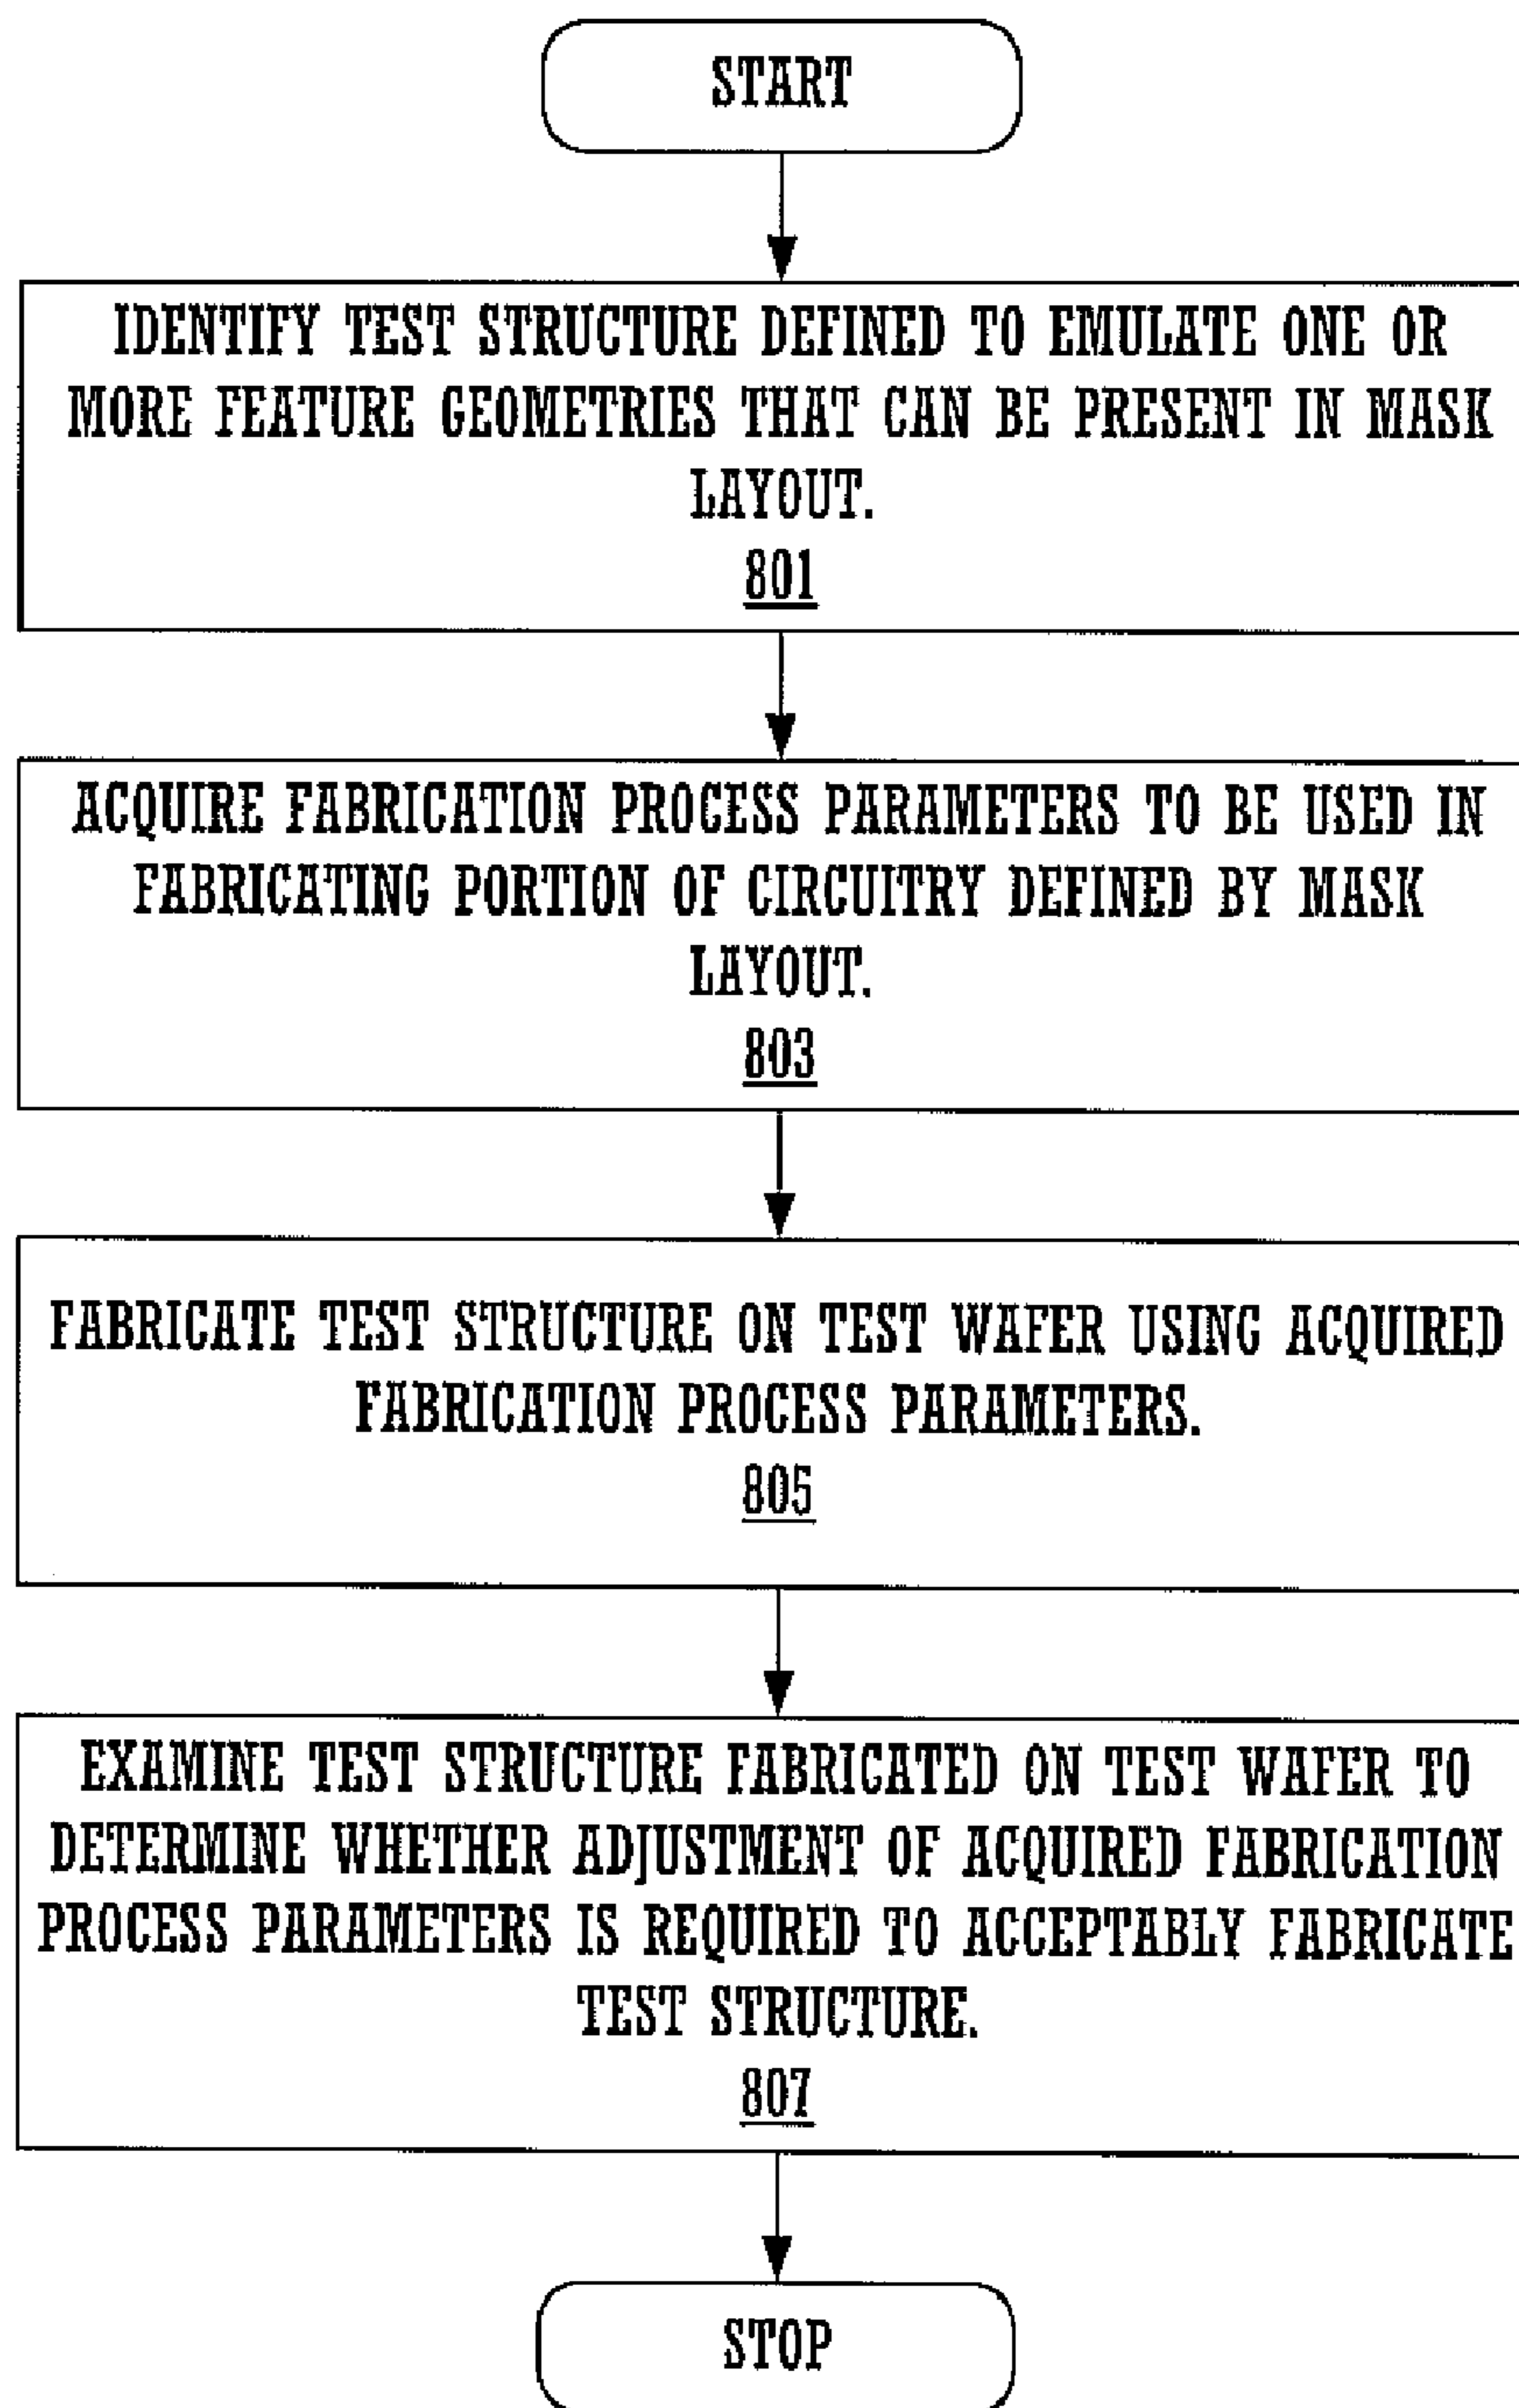 START
IDENTIFY TEST STRUCTURE DEFINED TO EMULATE ONE OR
MORE FEATURE GEOMETRIES THAT CAN BE PRESENT IN MASK
LAYOUT.
801
ACQUIRE FABRICATION PROCESS PARAMETERS TO BE USED IN
FABRICATING PORTION OF CIRCUITRY DEFINED BY MASK
LAYOUT.
803
FABRICATE TEST STRUCTURE ON TEST WAFER USING ACQUIRED
FABRICATION PROCESS PARAMETERS.
805
EXAMINE TEST STRUCTURE FABRICATED ON TEST WAFER TO
DETERMINE WHETHER ADJUSTMENT OF ACQUIRED FABRICATION
PROCESS PARAMETERS IS REQUIRED TO ACCEPTABLY FABRICATE
TEST STRUCTURE.
807
STOP